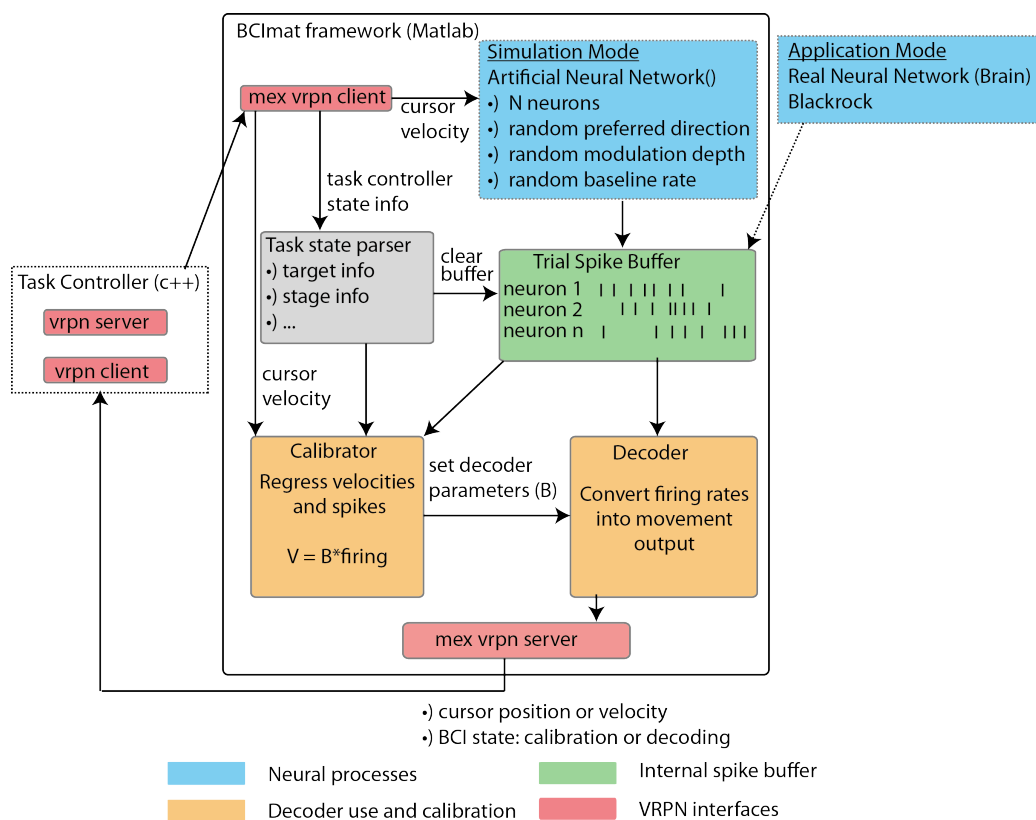 BCImat framework (Matlab)
mex vrpn client
cursor
velocity
Simulation Mode
Artificial Neural Network()
•) N neurons
•) random preferred direction
•) random modulation depth
•) random baseline rate
Application Mode
Real Neural Network (Brain)
Blackrock
task controller
state info
Task state parser
•) target info
•) stage info
•) ...
clear
buffer
Trial Spike Buffer
neuron 1
neuron 2
neuron n
Task Controller (c++)
vrpn server
vrpn client
cursor
velocity
Calibrator
Regress velocities
and spikes
V = B*firing
set decoder
parameters (B)
Decoder
Convert firing rates
into movement
output
mex vrpn server
•) cursor position or velocity
•) BCI state: calibration or decoding
Neural processes
Internal spike buffer
Decoder use and calibration
VRPN interfaces